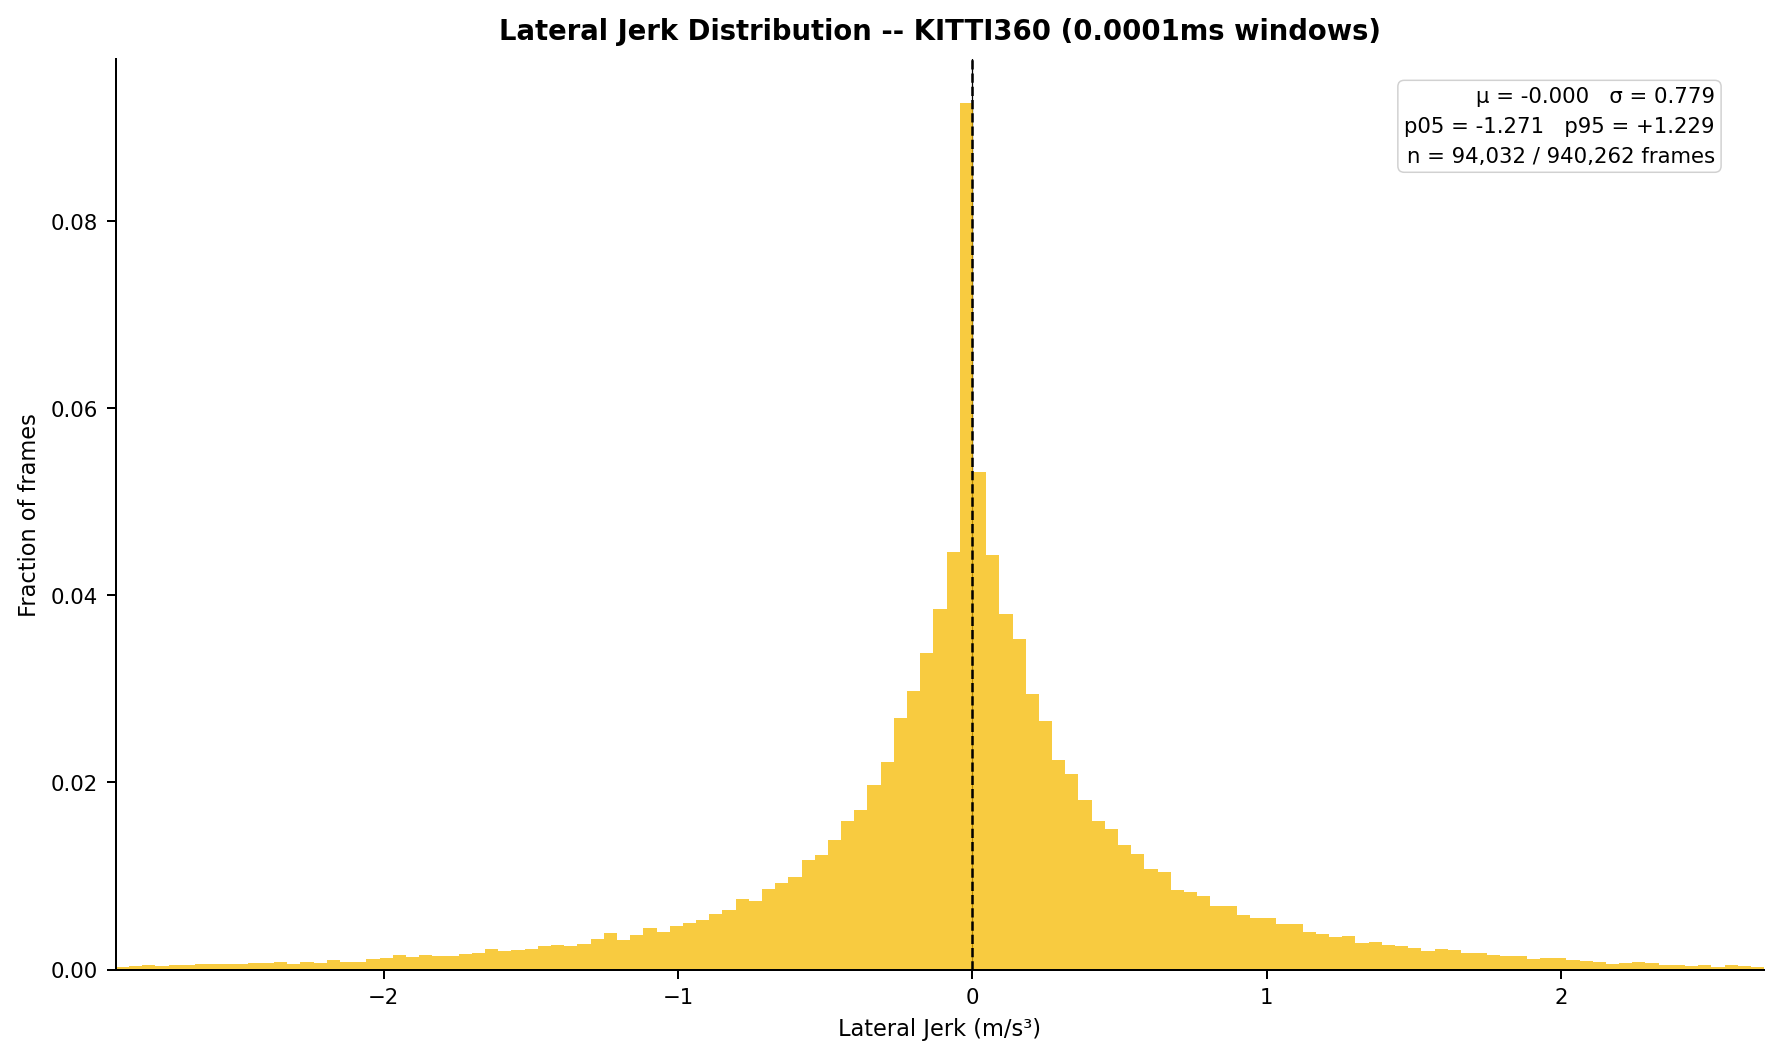 Lateral Jerk Distribution -- KITTI360 (0.0001ms windows)
μ = -0.000   σ = 0.779
p05 = -1.271   p95 = +1.229
n = 94,032 / 940,262 frames
Fraction of frames
0.08
0.06
0.04
0.02
0.00
−2
−1
0
1
2
Lateral Jerk (m/s³)